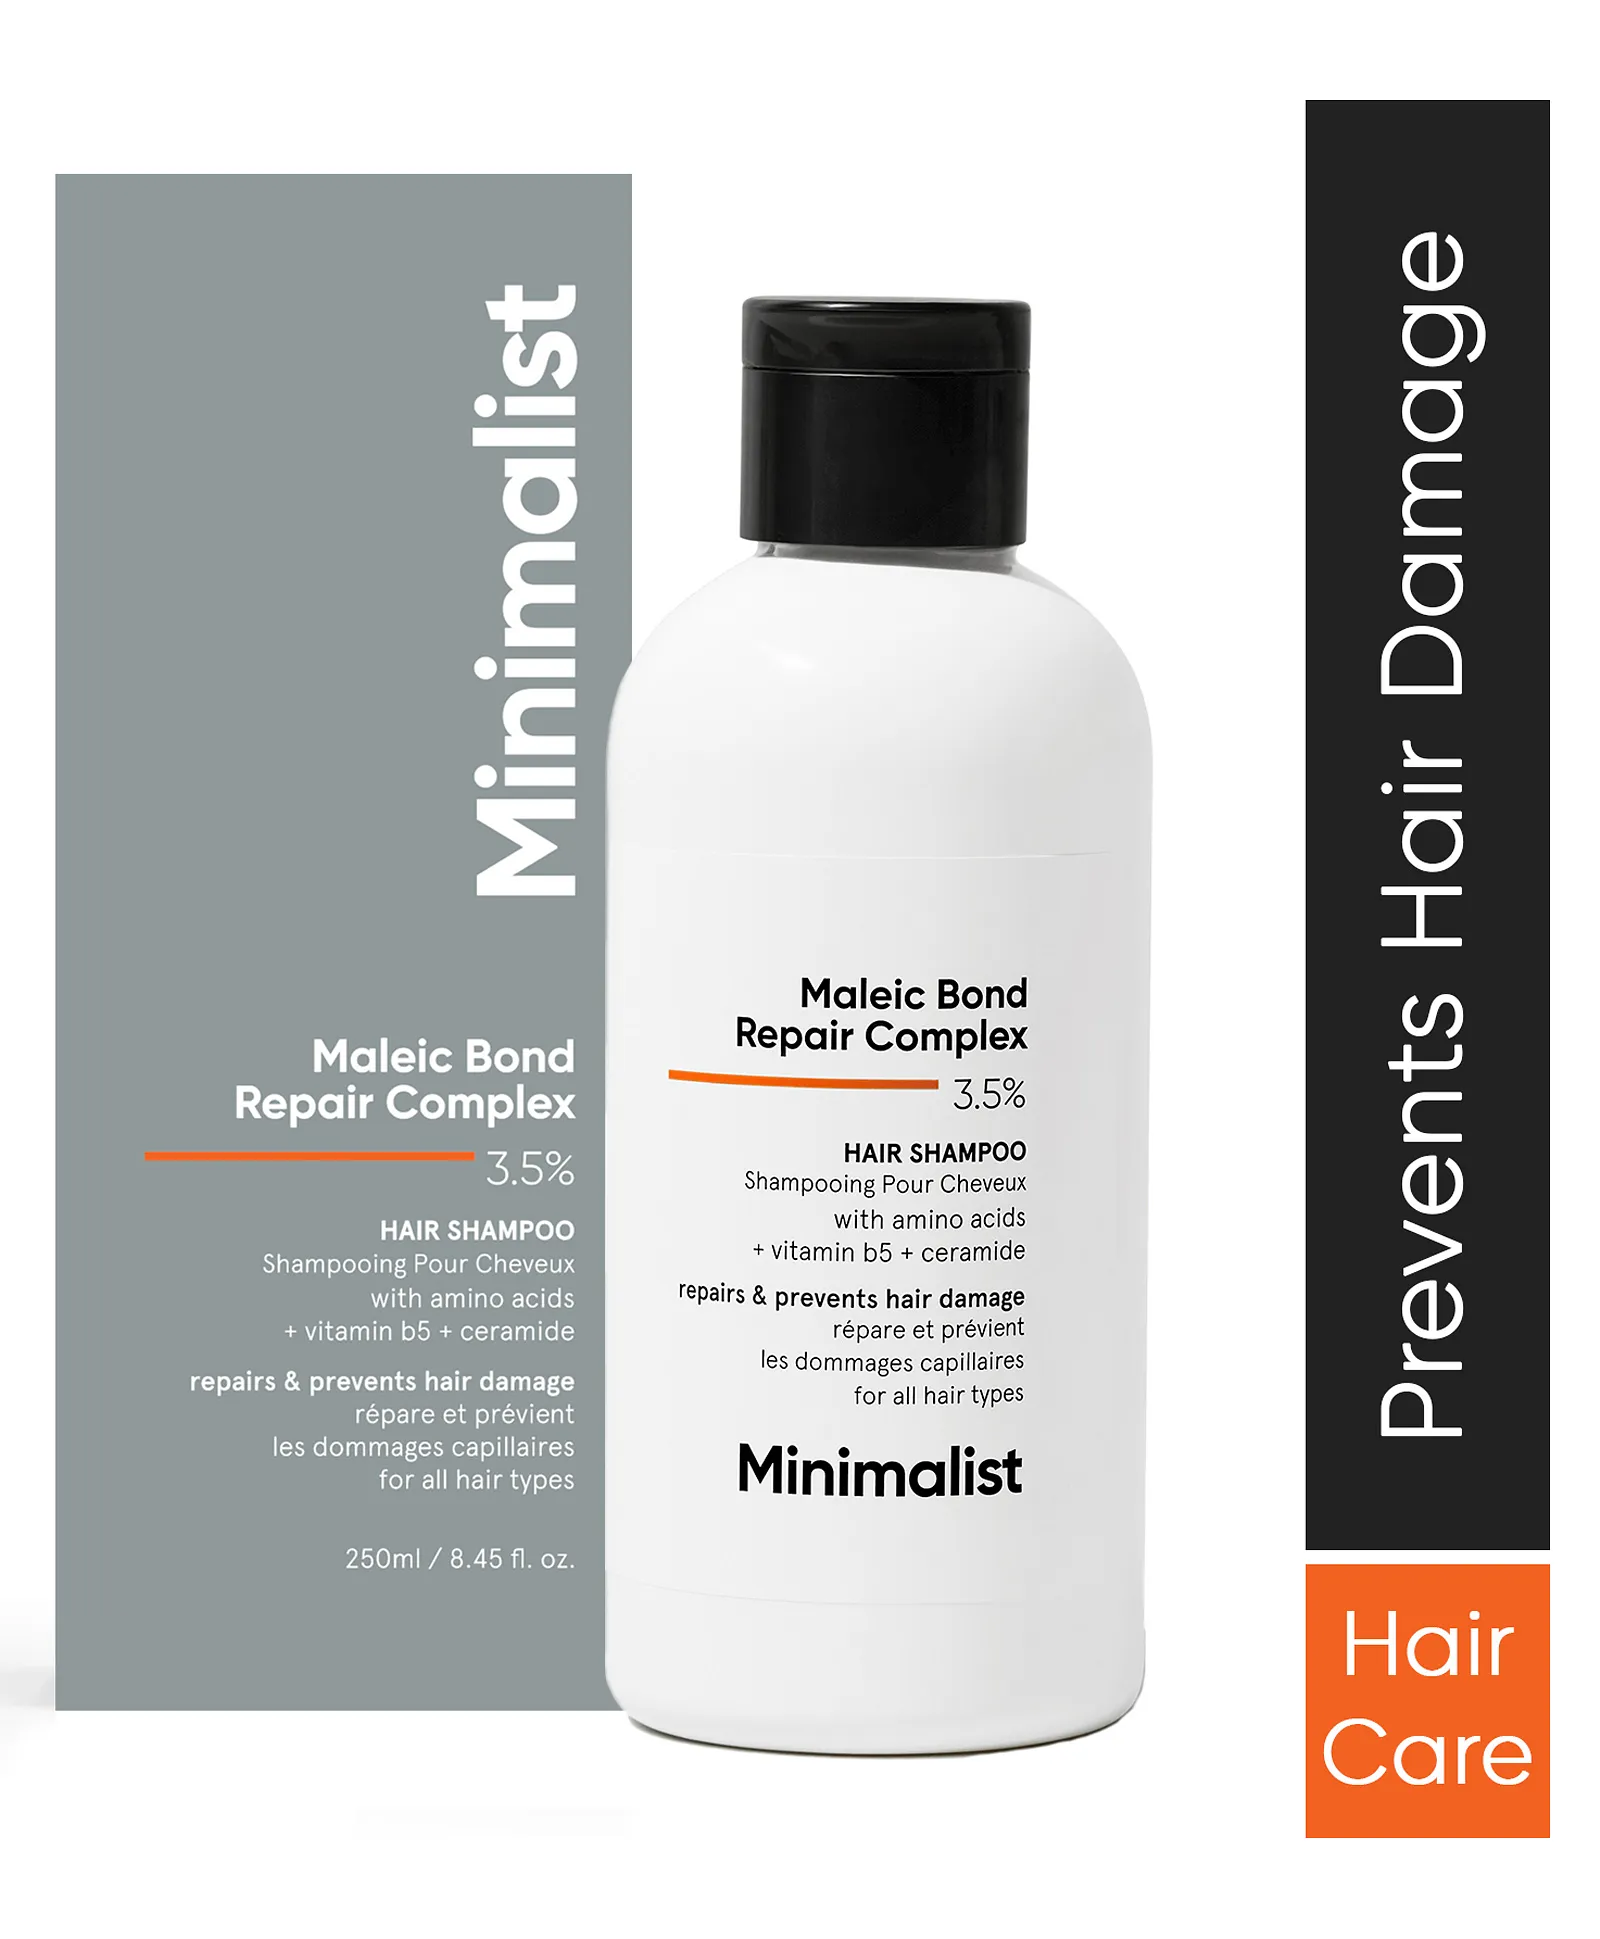 Minimalist
Maleic Bond
Repair Complex
3.5%
HAIR SHAMPOO
Shampooing Pour Cheveux
with amino acids
+ vitamin b5 + ceramide
repairs & prevents hair damage
répare et prévient
les dommages capillaires
for all hair types
250ml / 8.45 fl. oz.
Maleic Bond
Repair Complex
3.5%
HAIR SHAMPOO
Shampooing Pour Cheveux
with amino acids
+ vitamin b5 + ceramide
repairs & prevents hair damage
répare et prévient
les dommages capillaires
for all hair types
Minimalist
Prevents Hair Damage
Hair
Care